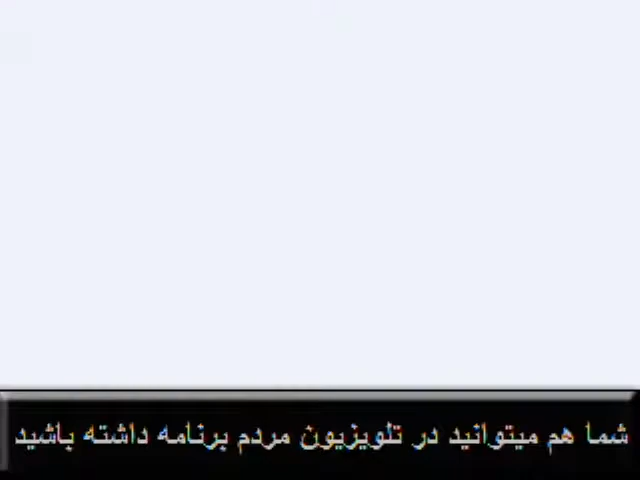 شما هم میتوانید در تلویزیون مردم برنامه داشته باشید